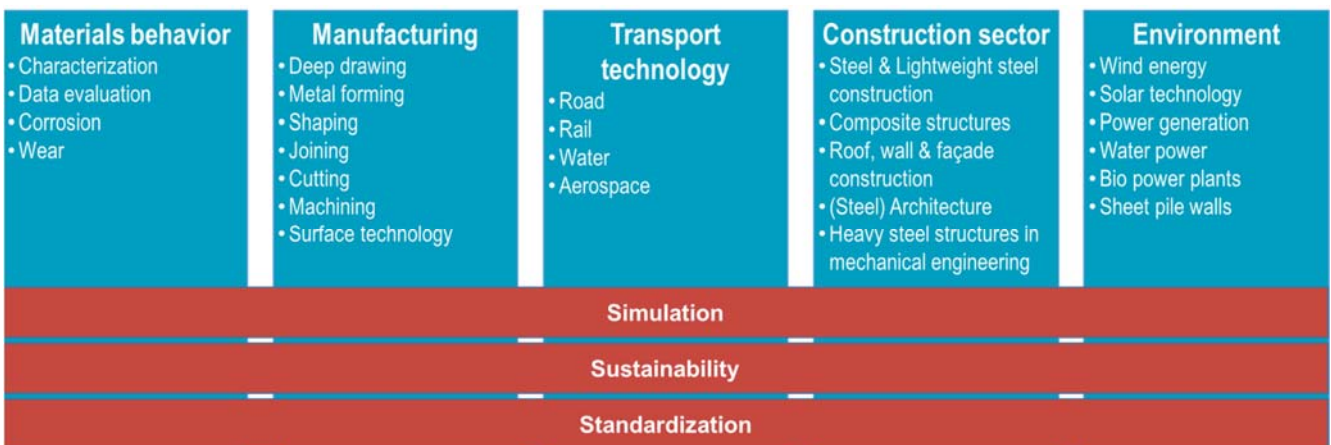 Materials behavior
• Characterization
• Data evaluation
• Corrosion
• Wear
Manufacturing
• Deep drawing
• Metal forming
• Shaping
• Joining
• Cutting
• Machining
• Surface technology
Transport
technology
• Road
• Rail
• Water
• Aerospace
Construction sector
• Steel & Lightweight steel
construction
• Composite structures
• Roof, wall & façade
construction
• (Steel) Architecture
• Heavy steel structures in
mechanical engineering
Environment
• Wind energy
• Solar technology
• Power generation
• Water power
• Bio power plants
• Sheet pile walls
Simulation
Sustainability
Standardization